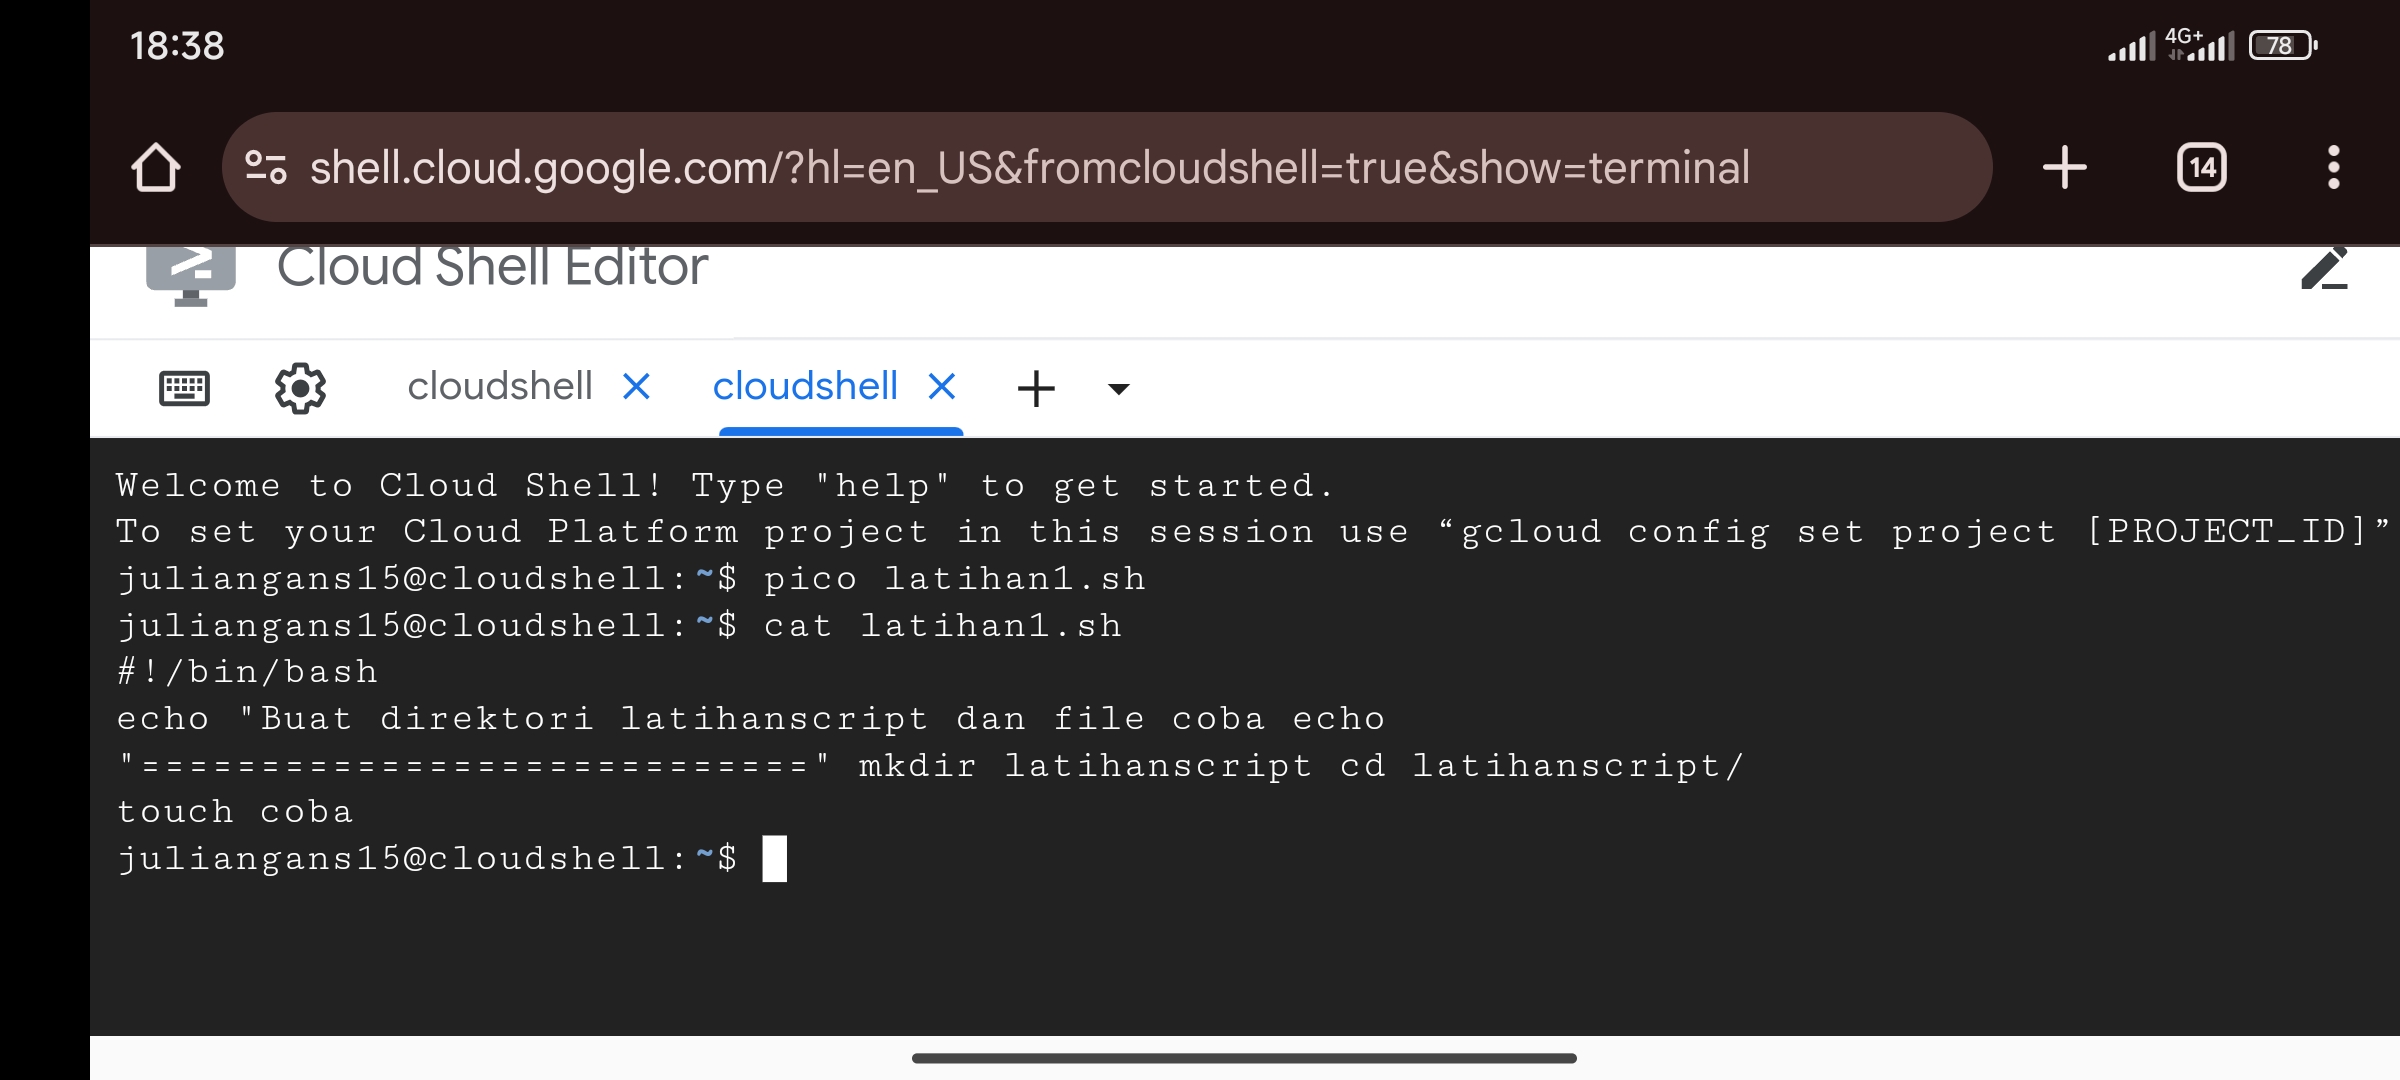 18:38
4G+
78
shell.cloud.google.com/?hl=en_US&fromcloudshell=true&show=terminal
14
Cloud Shell Editor
cloudshell
cloudshell
Welcome to Cloud Shell! Type "help" to get started.
To set your Cloud Platform project in this session use “gcloud config set project [PROJECT_ID]”
juliangans15@cloudshell:~$ pico latihan1.sh
juliangans15@cloudshell:~$ cat latihan1.sh
#!/bin/bash
echo "Buat direktori latihanscript dan file coba echo
"============================" mkdir latihanscript cd latihanscript/
touch coba
juliangans15@cloudshell:~$